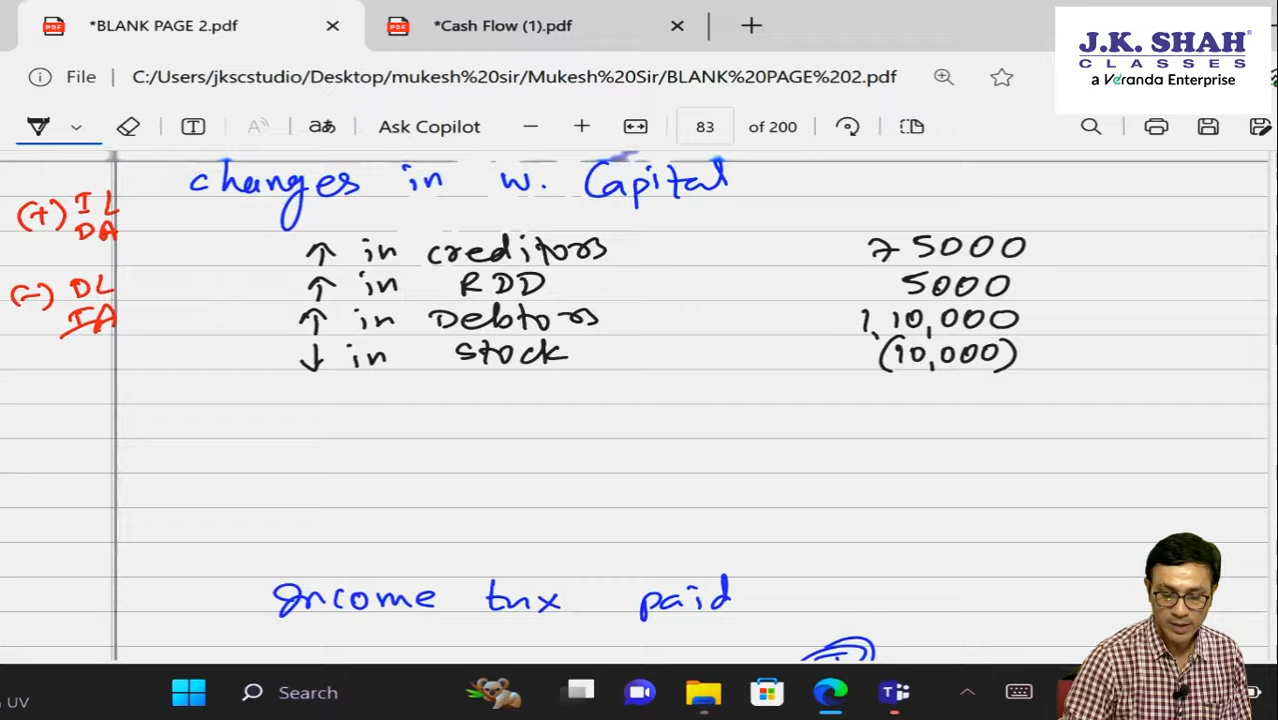 *BLANK PAGE 2.pdf
*Cash Flow (1).pdf
J.K. SHAH
CLASSES
a Veranda Enterprise
File C:/Users/jkscstudio/Desktop/mukesh%20sir/Mukesh%20Sir/BLANK%20PAGE%202.pdf
Ask Copilot 83 of 200
changes in w. Capital
(+) IL
DA
(-) DL
IA
↑ in creditors 75000
↑ in RDD 5000
↑ in Debtors 1,10,000
↓ in Stock (10,000)
Income tax paid
UV
Search